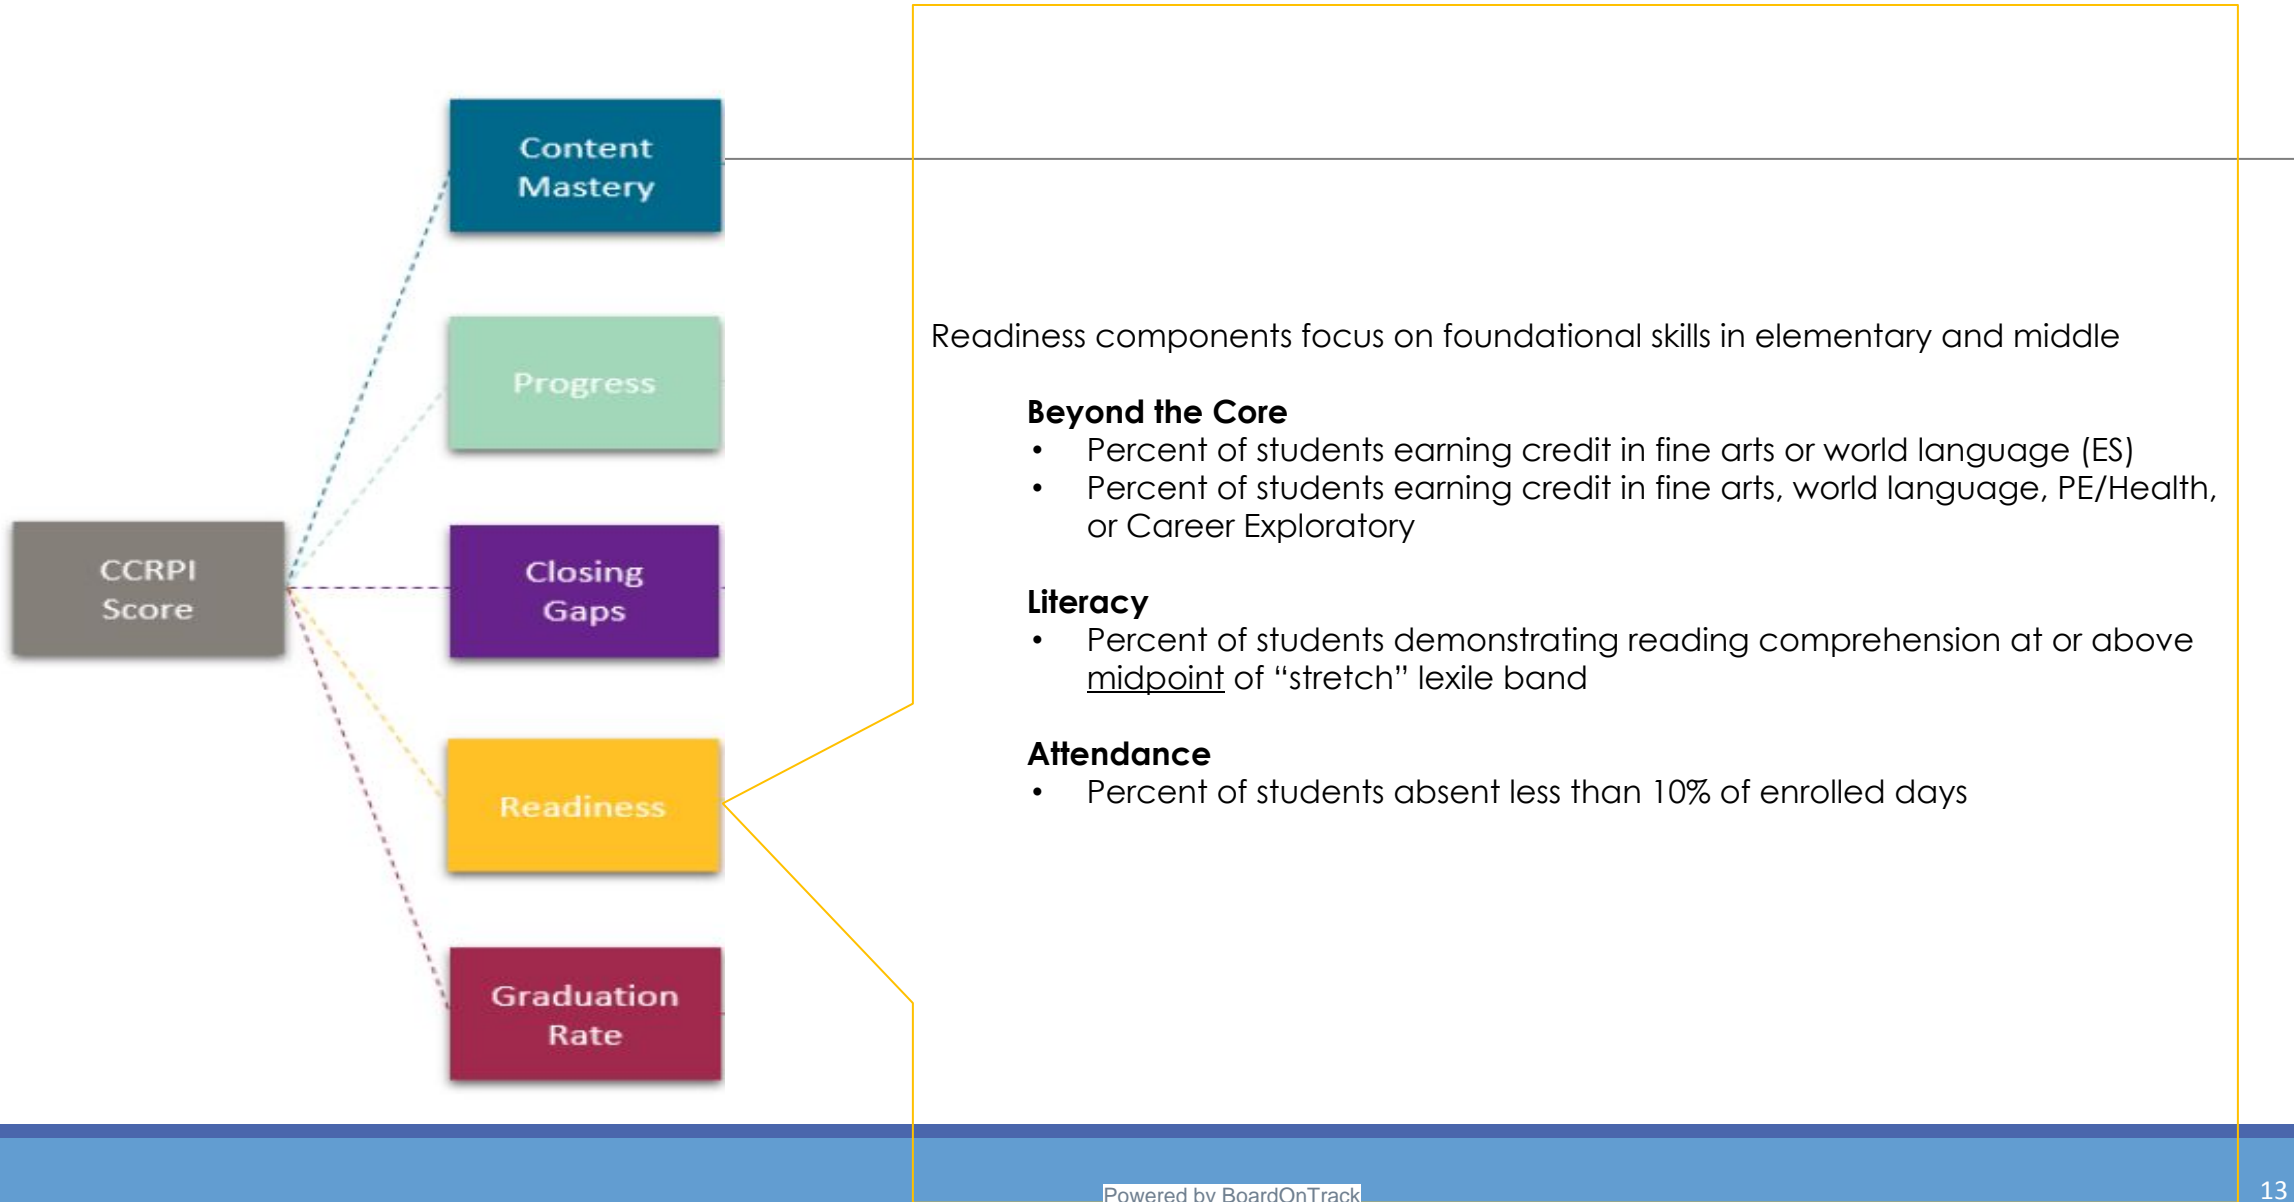 Content
Mastery
Progress
Closing
Gaps
CCRPI
Score
Readiness
Graduation
Rate
Readiness components focus on foundational skills in elementary and middle
Beyond the Core
• Percent of students earning credit in fine arts or world language (ES)
• Percent of students earning credit in fine arts, world language, PE/Health,
or Career Exploratory
Literacy
• Percent of students demonstrating reading comprehension at or above
midpoint of “stretch” lexile band
Attendance
• Percent of students absent less than 10% of enrolled days
Powered by BoardOnTrack
13